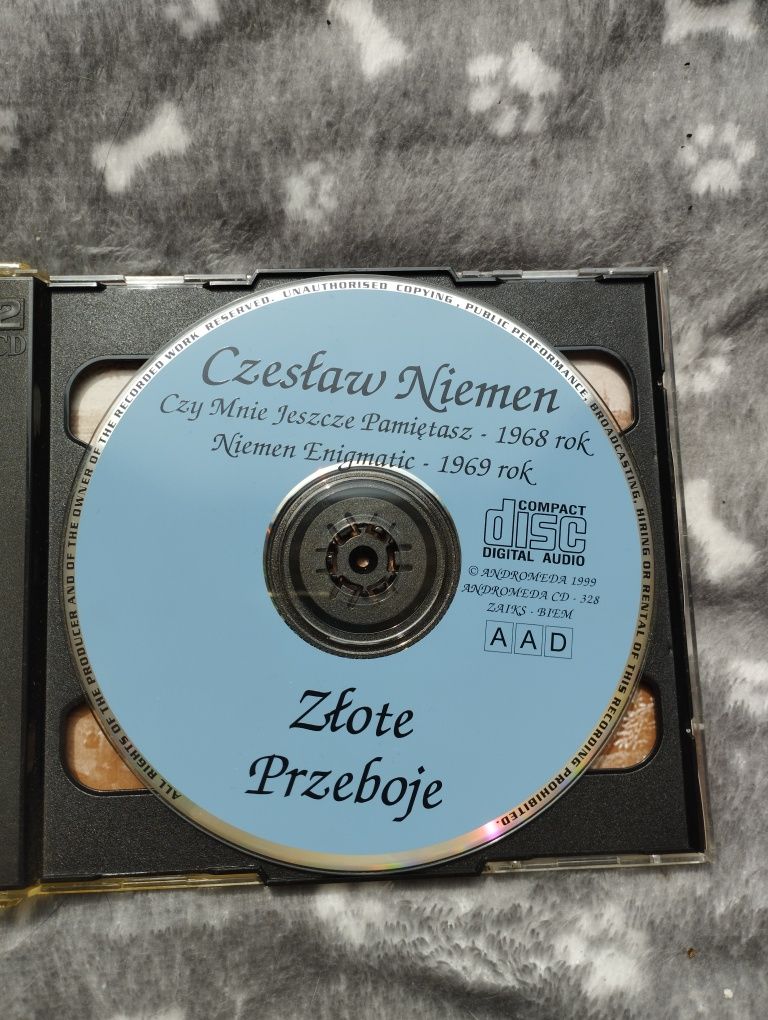 ALL RIGHTS OF THE PRODUCER AND OF THE OWNER OF THE RECORDED WORK RESERVED. UNAUTHORISED COPYING, PUBLIC PERFORMANCE, BROADCASTING, HIRING OR RENTAL OF THIS RECORDING PROHIBITED.
2
CD
Czesław Niemen
Czy Mnie Jeszcze Pamiętasz - 1968 rok
Niemen Enigmatic - 1969 rok
COMPACT
disc
DIGITAL AUDIO
© ANDROMEDA 1999
ANDROMEDA CD - 328
ZAIKS - BIEM
AAD
Złote
Przeboje